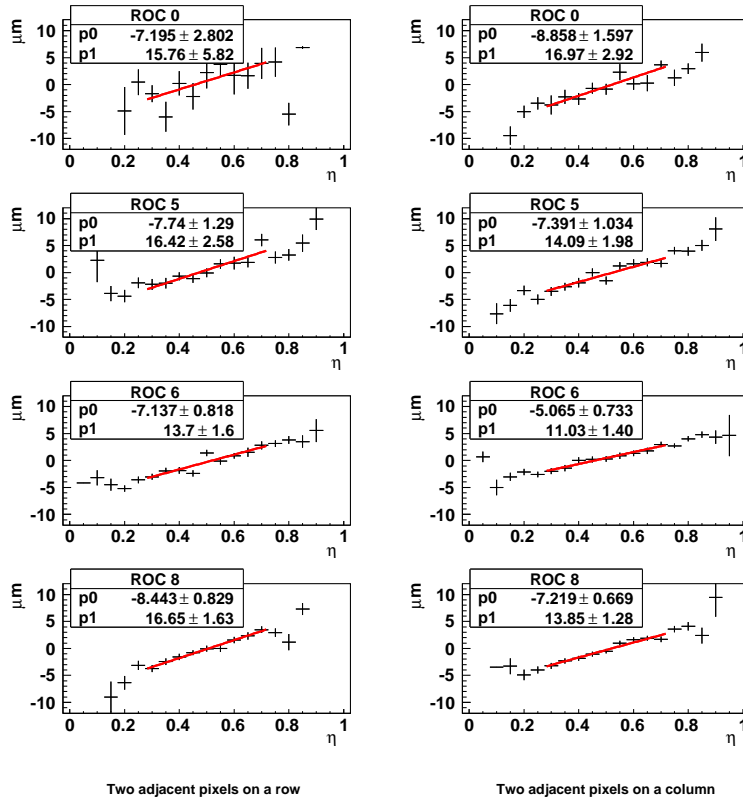 ROC 0
p0 -7.195 ± 2.802
p1 15.76 ± 5.82
μm
10
5
0
-5
-10
0 0.2 0.4 0.6 0.8 1
η
ROC 0
p0 -8.858 ± 1.597
p1 16.97 ± 2.92
μm
10
5
0
-5
-10
0 0.2 0.4 0.6 0.8 1
η
ROC 5
p0 -7.74 ± 1.29
p1 16.42 ± 2.58
μm
10
5
0
-5
-10
0 0.2 0.4 0.6 0.8 1
η
ROC 5
p0 -7.391 ± 1.034
p1 14.09 ± 1.98
μm
10
5
0
-5
-10
0 0.2 0.4 0.6 0.8 1
η
ROC 6
p0 -7.137 ± 0.818
p1 13.7 ± 1.6
μm
10
5
0
-5
-10
0 0.2 0.4 0.6 0.8 1
η
ROC 6
p0 -5.065 ± 0.733
p1 11.03 ± 1.40
μm
10
5
0
-5
-10
0 0.2 0.4 0.6 0.8 1
η
ROC 8
p0 -8.443 ± 0.829
p1 16.65 ± 1.63
μm
10
5
0
-5
-10
0 0.2 0.4 0.6 0.8 1
η
ROC 8
p0 -7.219 ± 0.669
p1 13.85 ± 1.28
μm
10
5
0
-5
-10
0 0.2 0.4 0.6 0.8 1
η
Two adjacent pixels on a row
Two adjacent pixels on a column